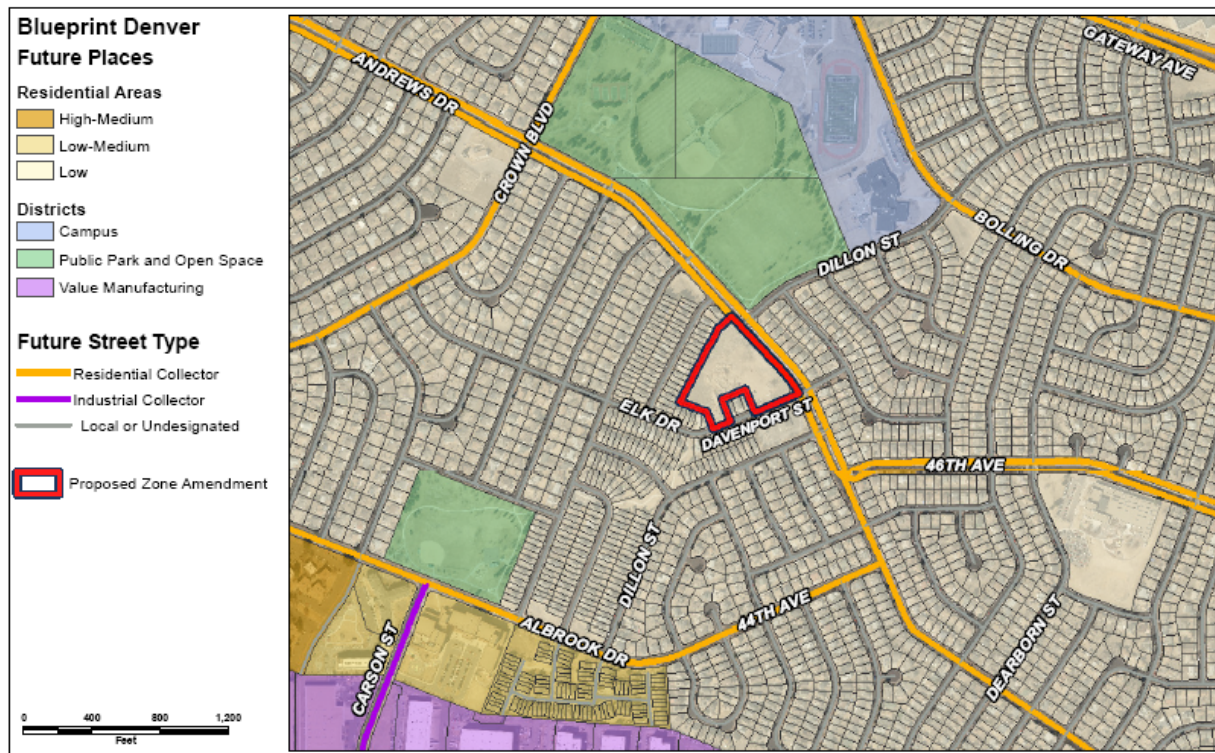 Blueprint Denver
Future Places
Residential Areas
High-Medium
Low-Medium
Low
Districts
Campus
Public Park and Open Space
Value Manufacturing
Future Street Type
Residential Collector
Industrial Collector
Local or Undesignated
Proposed Zone Amendment
0 400 800 1,200
Feet
ANDREWS DR
CROWN BLVD
GATEWAY AVE
BOLLING DR
DILLON ST
ELK DR
DAVENPORT ST
46TH AVE
DILLON ST
44TH AVE
ALBROOK DR
CARSON ST
DEARBORN ST